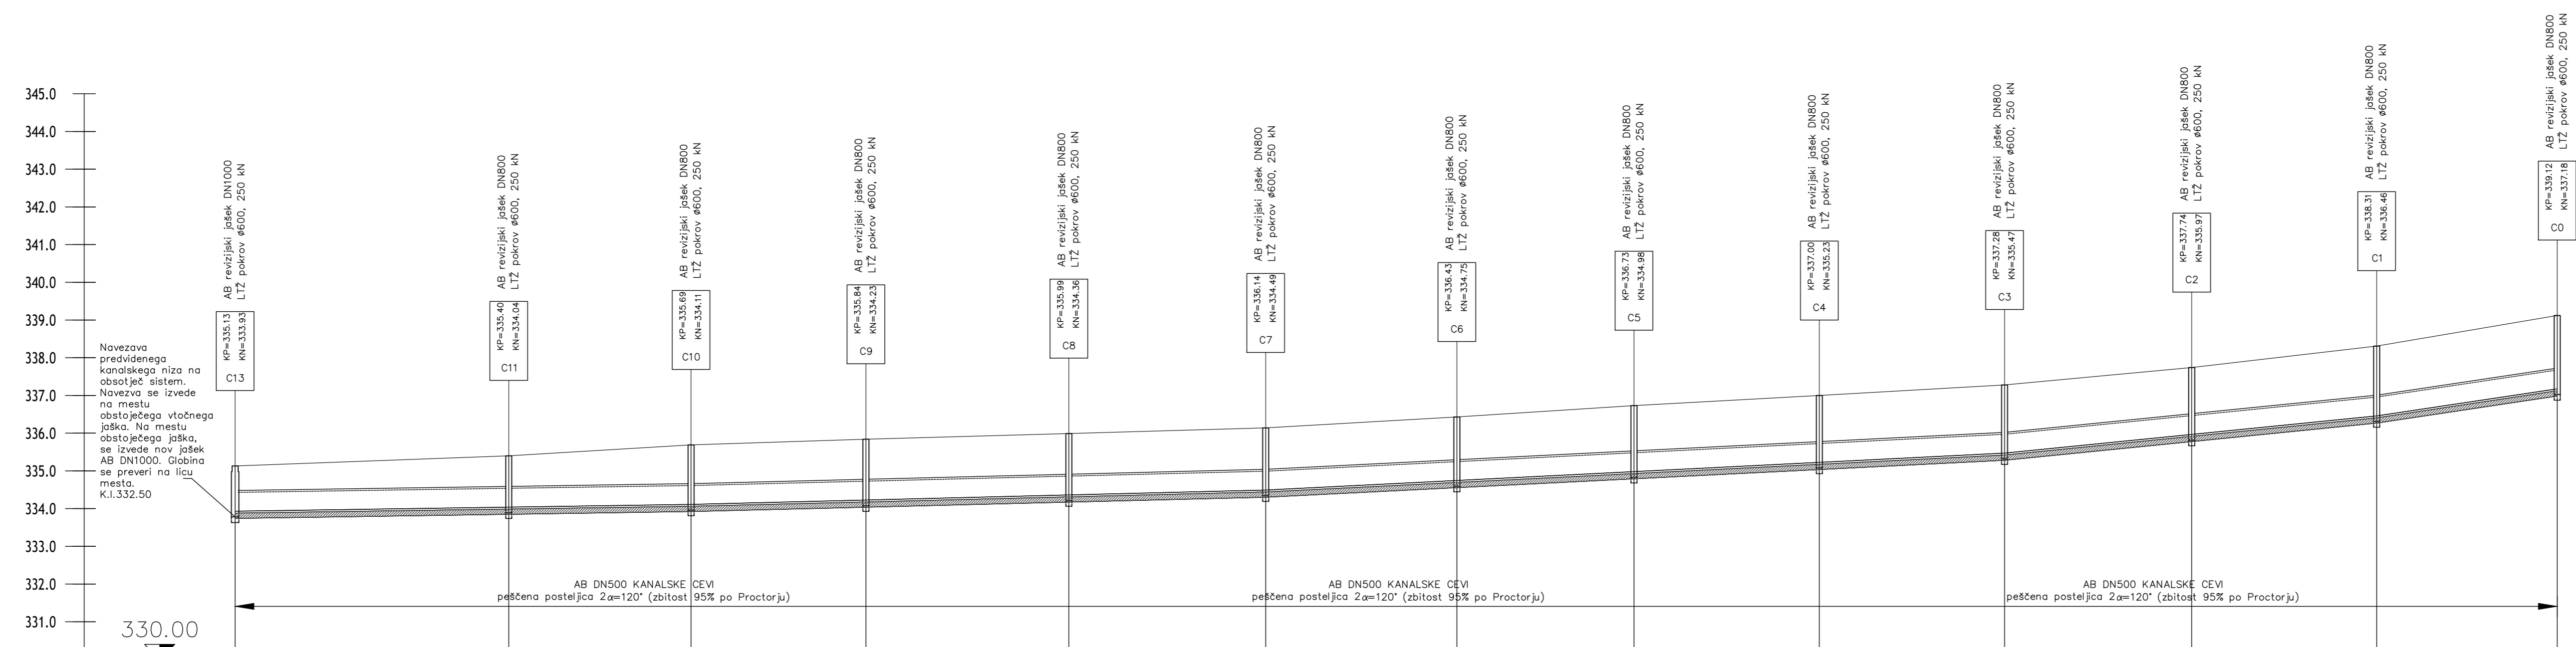 345.0
344.0
343.0
342.0
341.0
340.0
339.0
338.0
337.0
336.0
335.0
334.0
333.0
332.0
331.0
330.00
Navezava
predvidenega
kanalskega niza na
obsotječ sistem.
Navezva se izvede
na mestu
obstoječega vtočnega
jaška. Na mestu
obstoječega jaška,
se izvede nov jašek
AB DN1000. Globina
se preveri na licu
mesta.
K.I.332.50
AB revizijski jašek DN1000
LTŽ pokrov ø600, 250 kN
KP=335.13
KN=333.93
C13
AB revizijski jašek DN800
LTŽ pokrov ø600, 250 kN
KP=335.40
KN=334.04
C11
AB revizijski jašek DN800
LTŽ pokrov ø600, 250 kN
KP=335.69
KN=334.11
C10
AB revizijski jašek DN800
LTŽ pokrov ø600, 250 kN
KP=335.84
KN=334.23
C9
AB revizijski jašek DN800
LTŽ pokrov ø600, 250 kN
KP=335.99
KN=334.36
C8
AB revizijski jašek DN800
LTŽ pokrov ø600, 250 kN
KP=336.14
KN=334.49
C7
AB revizijski jašek DN800
LTŽ pokrov ø600, 250 kN
KP=336.43
KN=334.75
C6
AB revizijski jašek DN800
LTŽ pokrov ø600, 250 kN
KP=336.73
KN=334.98
C5
AB revizijski jašek DN800
LTŽ pokrov ø600, 250 kN
KP=337.00
KN=335.23
C4
AB revizijski jašek DN800
LTŽ pokrov ø600, 250 kN
KP=337.28
KN=335.47
C3
AB revizijski jašek DN800
LTŽ pokrov ø600, 250 kN
KP=337.74
KN=335.97
C2
AB revizijski jašek DN800
LTŽ pokrov ø600, 250 kN
KP=338.31
KN=336.46
C1
AB revizijski jašek DN800
LTŽ pokrov ø600, 250 kN
KP=339.12
KN=337.18
C0
AB DN500 KANALSKE CEVI
peščena posteljica 2α=120° (zbitost 95% po Proctorju)
AB DN500 KANALSKE CEVI
peščena posteljica 2α=120° (zbitost 95% po Proctorju)
AB DN500 KANALSKE CEVI
peščena posteljica 2α=120° (zbitost 95% po Proctorju)